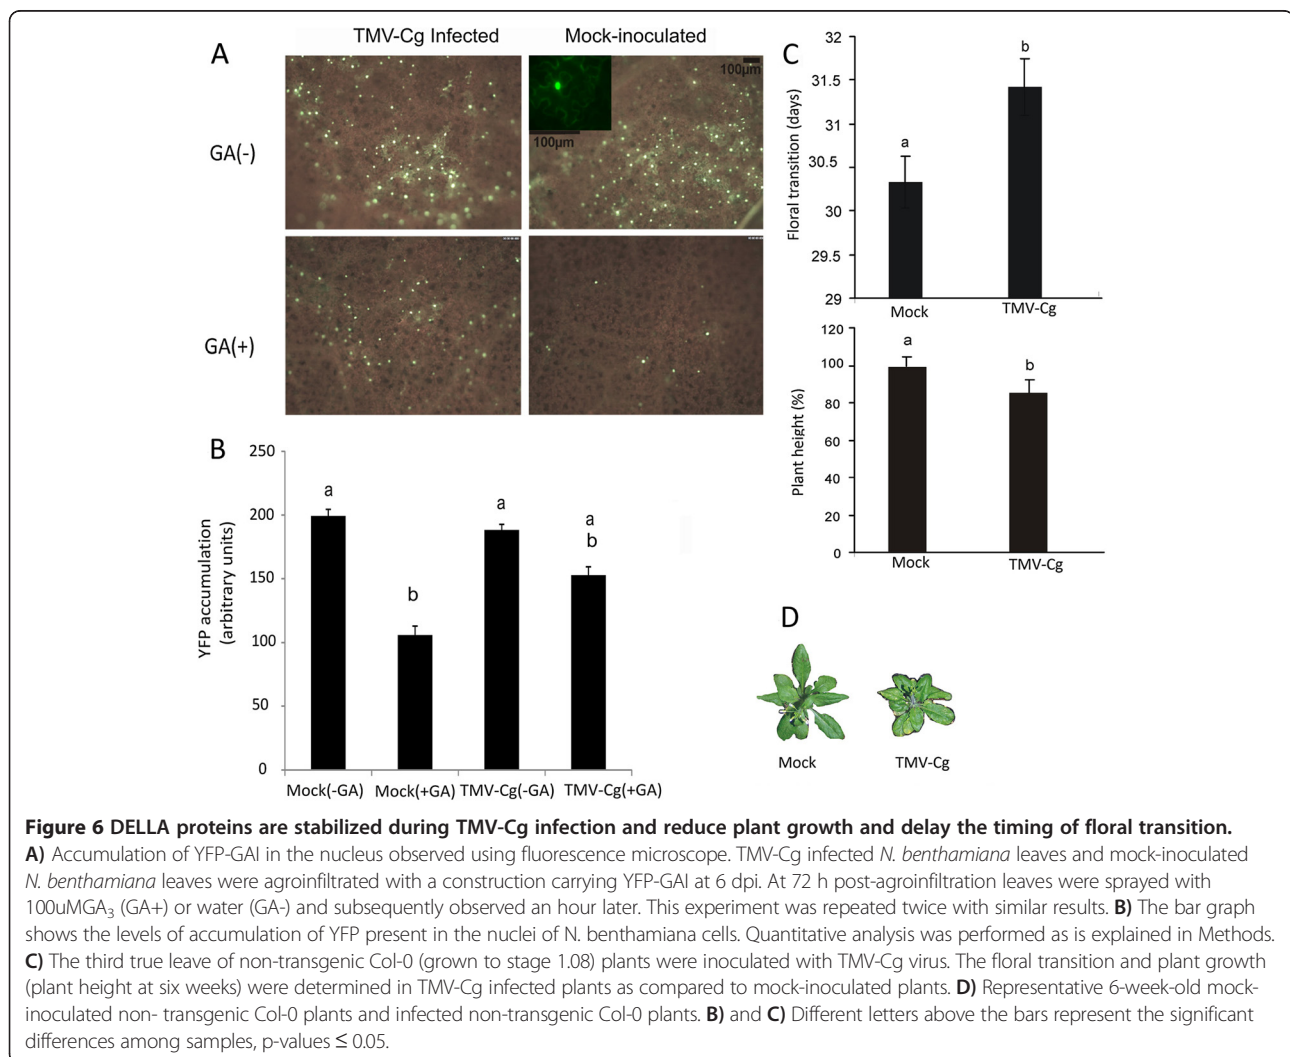 A
TMV-Cg Infected
Mock-inoculated
100µm
100µm
GA(-)
GA(+)
B
YFP accumulation
(arbitrary units)
250
200
150
100
50
0
a
b
a
a
b
Mock(-GA)
Mock(+GA)
TMV-Cg(-GA)
TMV-Cg(+GA)
C
Floral transition (days)
32
31.5
31
30.5
30
29.5
29
a
b
Mock
TMV-Cg
Plant height (%)
120
100
80
60
40
20
0
a
b
Mock
TMV-Cg
D
Mock
TMV-Cg
Figure 6 DELLA proteins are stabilized during TMV-Cg infection and reduce plant growth and delay the timing of floral transition.
A) Accumulation of YFP-GAI in the nucleus observed using fluorescence microscope. TMV-Cg infected N. benthamiana leaves and mock-inoculated
N. benthamiana leaves were agroinfiltrated with a construction carrying YFP-GAI at 6 dpi. At 72 h post-agroinfiltration leaves were sprayed with
100uMGA₃ (GA+) or water (GA-) and subsequently observed an hour later. This experiment was repeated twice with similar results. B) The bar graph
shows the levels of accumulation of YFP present in the nuclei of N. benthamiana cells. Quantitative analysis was performed as is explained in Methods.
C) The third true leave of non-transgenic Col-0 (grown to stage 1.08) plants were inoculated with TMV-Cg virus. The floral transition and plant growth
(plant height at six weeks) were determined in TMV-Cg infected plants as compared to mock-inoculated plants. D) Representative 6-week-old mock-
inoculated non- transgenic Col-0 plants and infected non-transgenic Col-0 plants. B) and C) Different letters above the bars represent the significant
differences among samples, p-values ≤ 0.05.